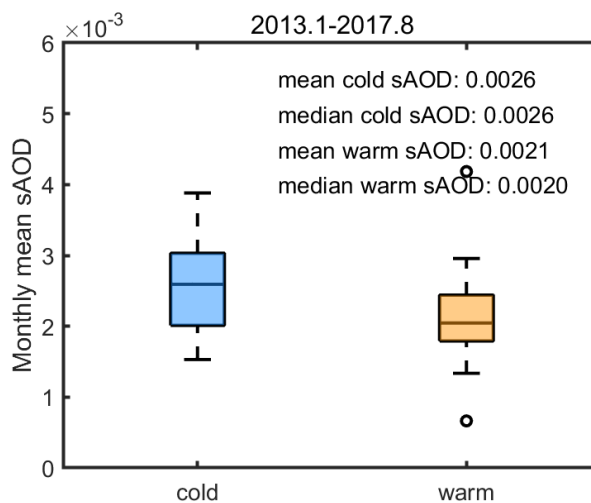 ×10⁻³
2013.1-2017.8
6
mean cold sAOD: 0.0026
5
median cold sAOD: 0.0026
mean warm sAOD: 0.0021
4
median warm sAOD: 0.0020
3
2
1
0
Monthly mean sAOD
cold
warm